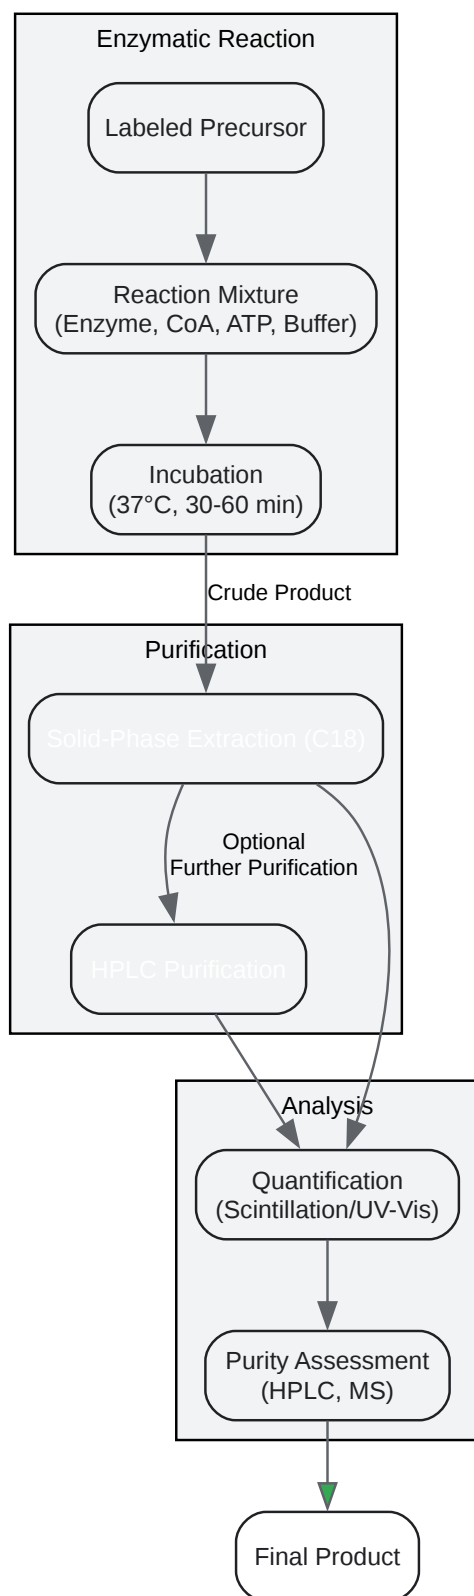 Enzymatic Reaction
Labeled Precursor
Reaction Mixture
(Enzyme, CoA, ATP, Buffer)
Incubation
(37°C, 30-60 min)
Crude Product
Purification
Solid-Phase Extraction (C18)
Optional
Further Purification
HPLC Purification
Analysis
Quantification
(Scintillation/UV-Vis)
Purity Assessment
(HPLC, MS)
Final Product